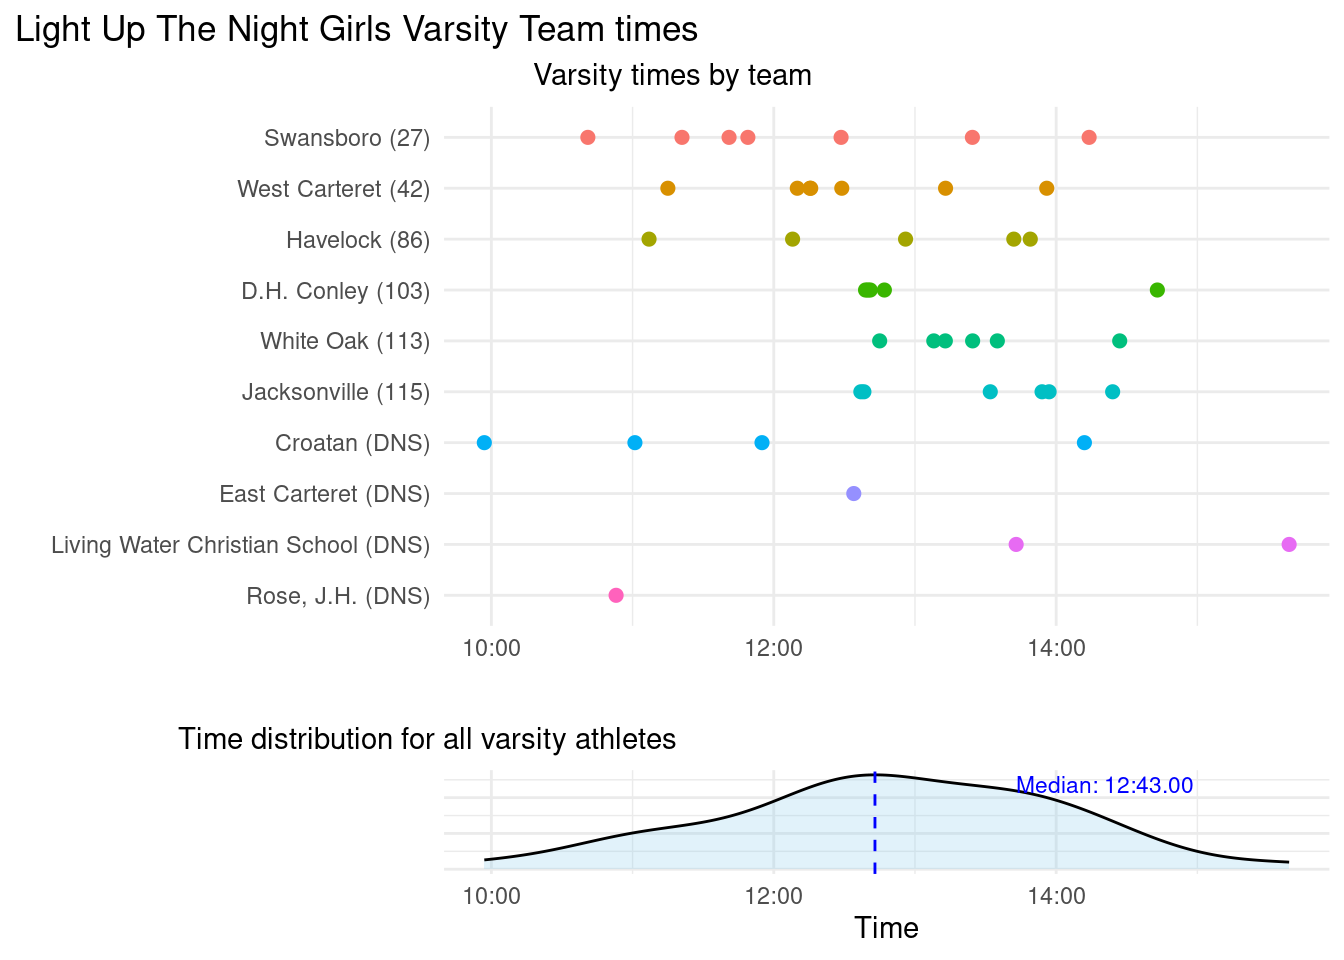 Light Up The Night Girls Varsity Team times
Varsity times by team
Swansboro (27)
West Carteret (42)
Havelock (86)
D.H. Conley (103)
White Oak (113)
Jacksonville (115)
Croatan (DNS)
East Carteret (DNS)
Living Water Christian School (DNS)
Rose, J.H. (DNS)
10:00 12:00 14:00
Time distribution for all varsity athletes
Median: 12:43.00
10:00 12:00 14:00
Time